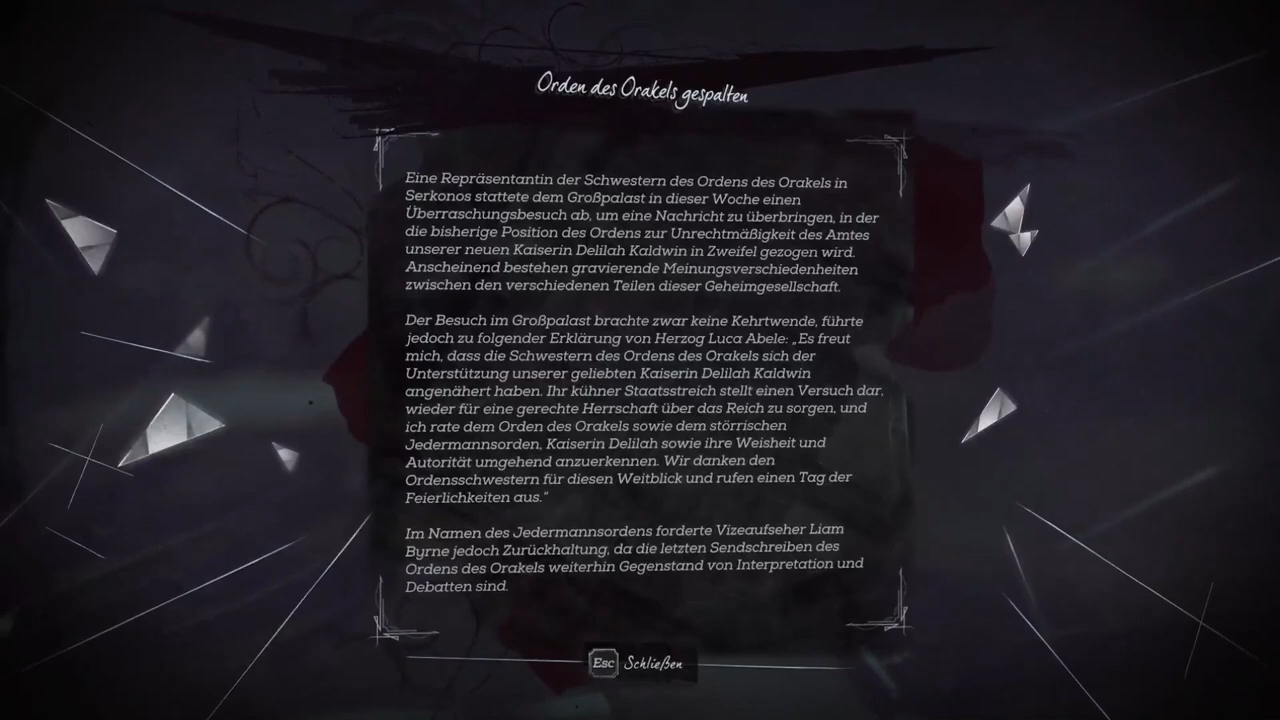 Orden des Orakels gespalten
Eine Repräsentantin der Schwestern des Ordens des Orakels in
Serkonos stattete dem Großpalast in dieser Woche einen
Überraschungsbesuch ab, um eine Nachricht zu überbringen, in der
die bisherige Position des Ordens zur Unrechtmäßigkeit des Amtes
unserer neuen Kaiserin Delilah Kaldwin in Zweifel gezogen wird.
Anscheinend bestehen gravierende Meinungsverschiedenheiten
zwischen den verschiedenen Teilen dieser Geheimgesellschaft.
Der Besuch im Großpalast brachte zwar keine Kehrtwende, führte
jedoch zu folgender Erklärung von Herzog Luca Abele: „Es freut
mich, dass die Schwestern des Ordens des Orakels sich der
Unterstützung unserer geliebten Kaiserin Delilah Kaldwin
angenähert haben. Ihr kühner Staatsstreich stellt einen Versuch dar,
wieder für eine gerechte Herrschaft über das Reich zu sorgen, und
ich rate dem Orden des Orakels sowie dem störrischen
Jedermannsorden, Kaiserin Delilah sowie ihre Weisheit und
Autorität umgehend anzuerkennen. Wir danken den
Ordensschwestern für diesen Weitblick und rufen einen Tag der
Feierlichkeiten aus.“
Im Namen des Jedermannsordens forderte Vizeaufseher Liam
Byrne jedoch Zurückhaltung, da die letzten Sendschreiben des
Ordens des Orakels weiterhin Gegenstand von Interpretation und
Debatten sind.
Esc Schließen